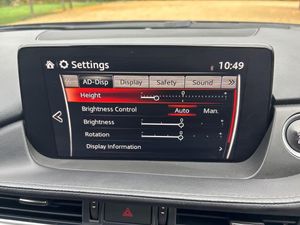 Settings
10:49
AD-Disp Display Safety Sound
Height
Brightness Control Auto Man.
Brightness
Rotation
Display Information